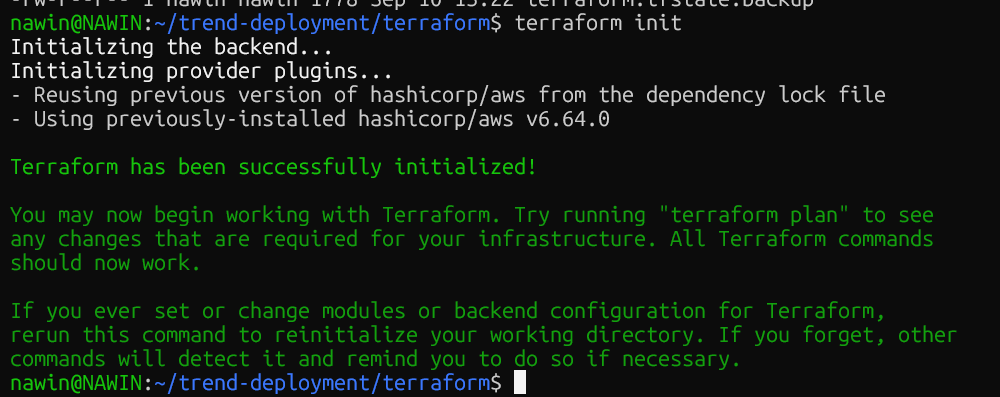 -rw-r--r-- 1 nawin nawin 1778 Sep 10 15:22 terraform.tfstate.backup
nawin@NAWIN:~/trend-deployment/terraform$ terraform init
Initializing the backend...
Initializing provider plugins...
- Reusing previous version of hashicorp/aws from the dependency lock file
- Using previously-installed hashicorp/aws v6.64.0
Terraform has been successfully initialized!
You may now begin working with Terraform. Try running "terraform plan" to see
any changes that are required for your infrastructure. All Terraform commands
should now work.
If you ever set or change modules or backend configuration for Terraform,
rerun this command to reinitialize your working directory. If you forget, other
commands will detect it and remind you to do so if necessary.
nawin@NAWIN:~/trend-deployment/terraform$